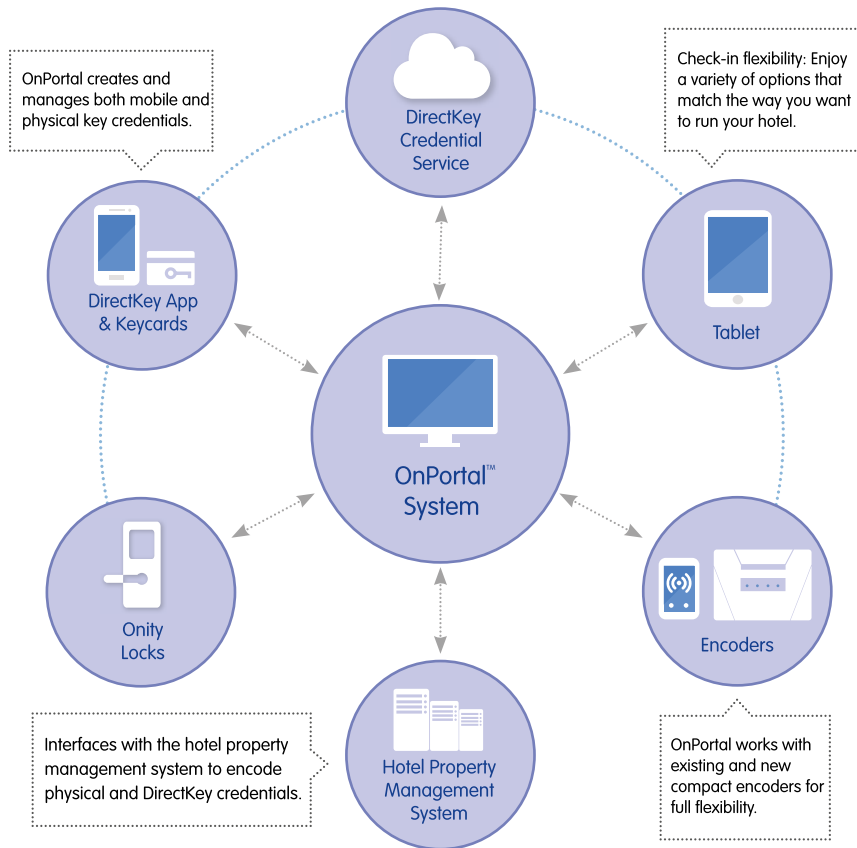 OnPortal creates and
manages both mobile and
physical key credentials.
DirectKey
Credential
Service
Check-in flexibility: Enjoy
a variety of options that
match the way you want
to run your hotel.
DirectKey App
& Keycards
Tablet
OnPortal™
System
Onity
Locks
Encoders
Interfaces with the hotel property
management system to encode
physical and DirectKey credentials.
Hotel Property
Management
System
OnPortal works with
existing and new
compact encoders for
full flexibility.